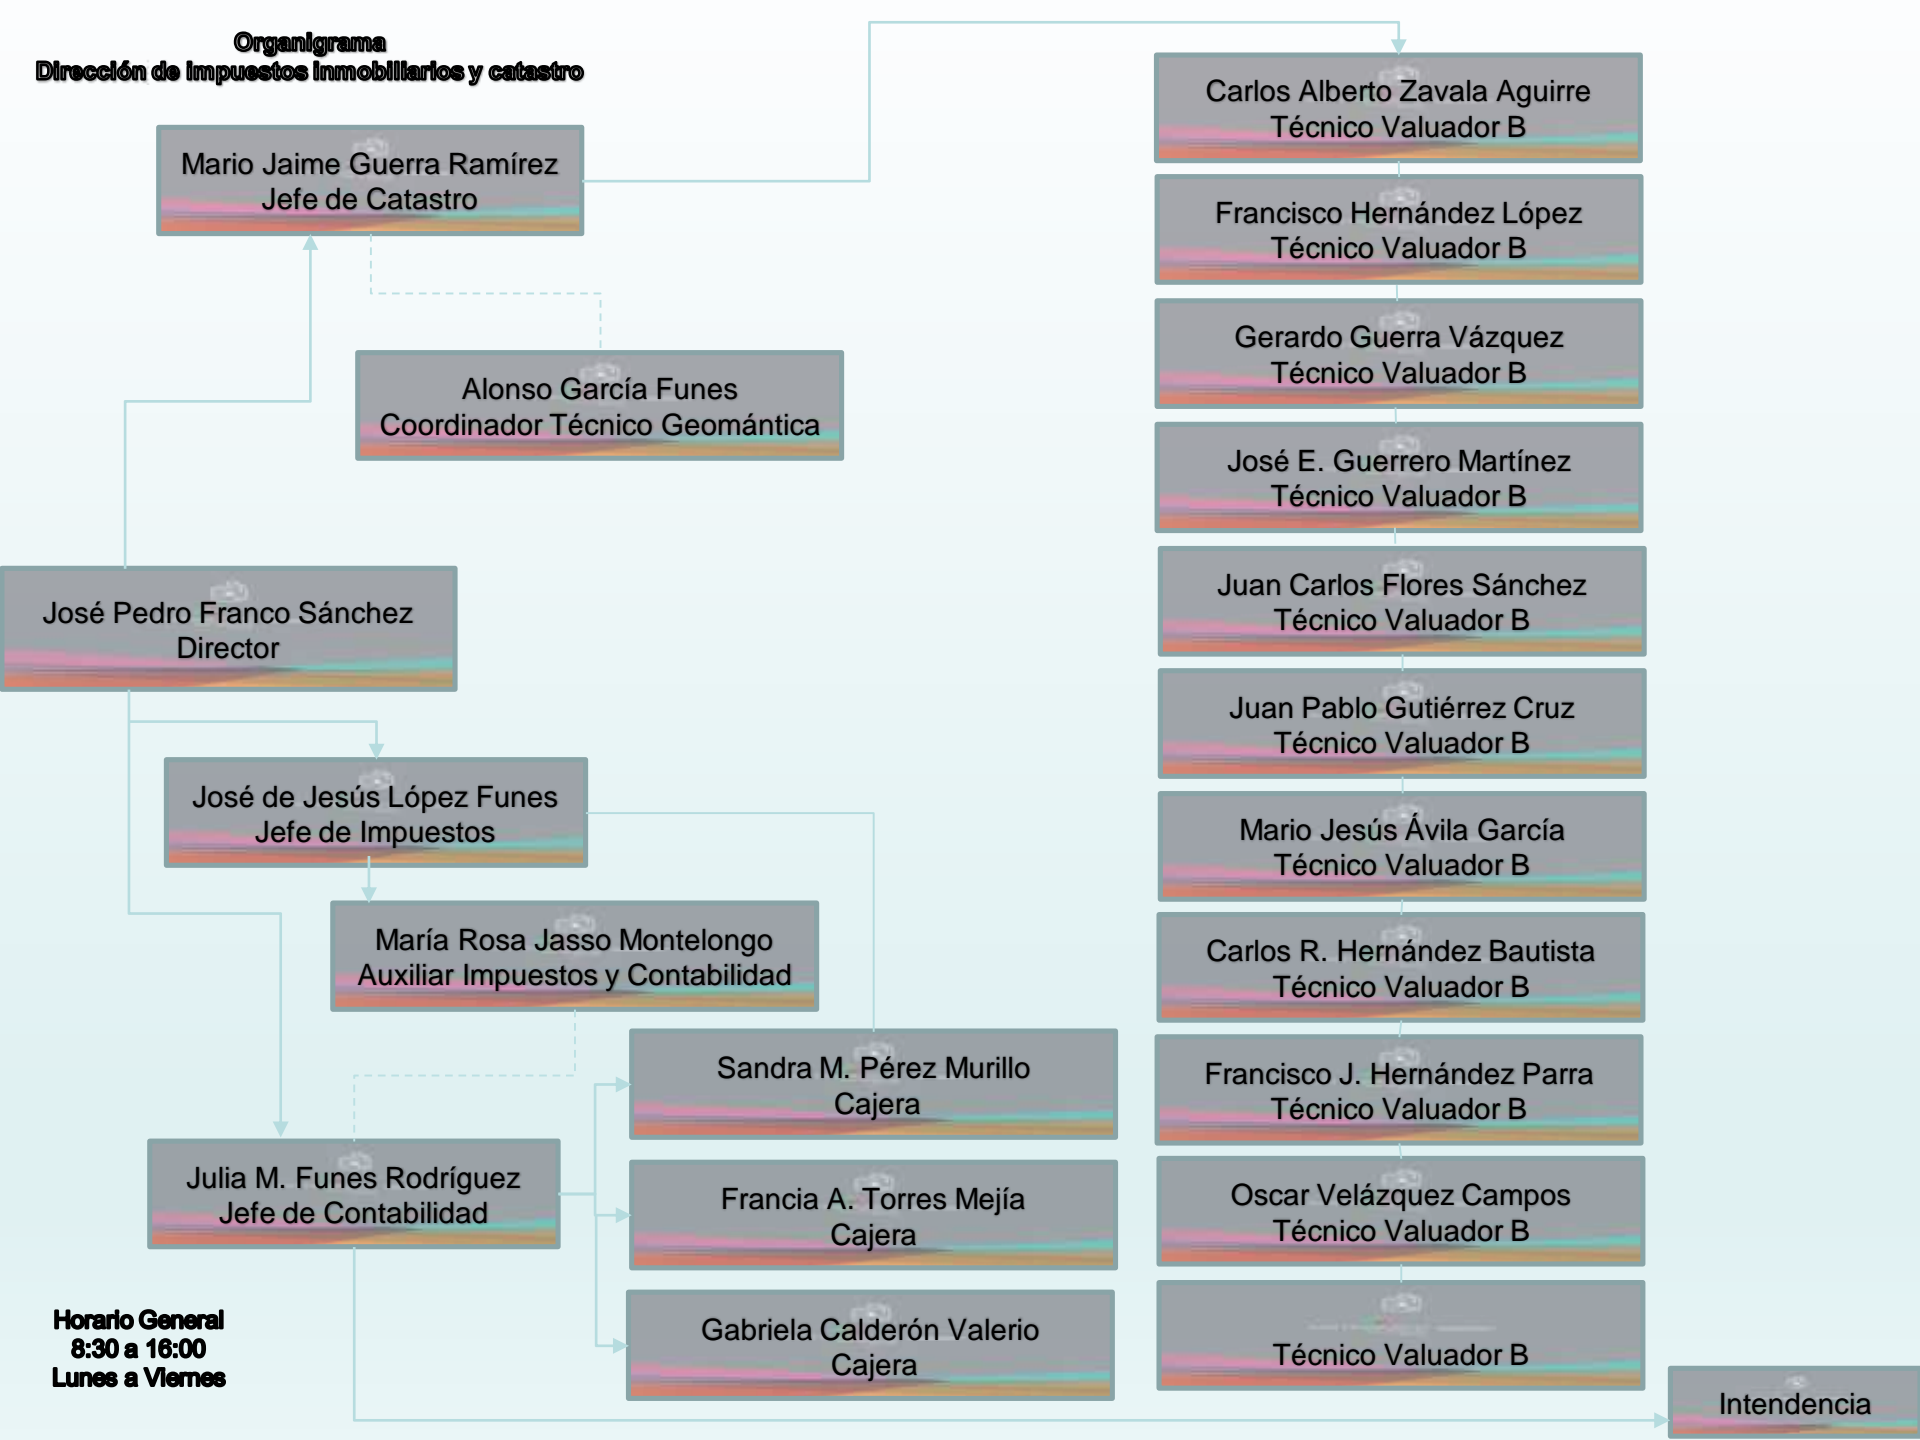 Organigrama
Dirección de impuestos inmobiliarios y catastro
Mario Jaime Guerra Ramírez
Jefe de Catastro
Alonso García Funes
Coordinador Técnico Geomántica
José Pedro Franco Sánchez
Director
José de Jesús López Funes
Jefe de Impuestos
María Rosa Jasso Montelongo
Auxiliar Impuestos y Contabilidad
Julia M. Funes Rodríguez
Jefe de Contabilidad
Sandra M. Pérez Murillo
Cajera
Francia A. Torres Mejía
Cajera
Gabriela Calderón Valerio
Cajera
Carlos Alberto Zavala Aguirre
Técnico Valuador B
Francisco Hernández López
Técnico Valuador B
Gerardo Guerra Vázquez
Técnico Valuador B
José E. Guerrero Martínez
Técnico Valuador B
Juan Carlos Flores Sánchez
Técnico Valuador B
Juan Pablo Gutiérrez Cruz
Técnico Valuador B
Mario Jesús Ávila García
Técnico Valuador B
Carlos R. Hernández Bautista
Técnico Valuador B
Francisco J. Hernández Parra
Técnico Valuador B
Oscar Velázquez Campos
Técnico Valuador B
Técnico Valuador B
Intendencia
Horario General
8:30 a 16:00
Lunes a Viernes